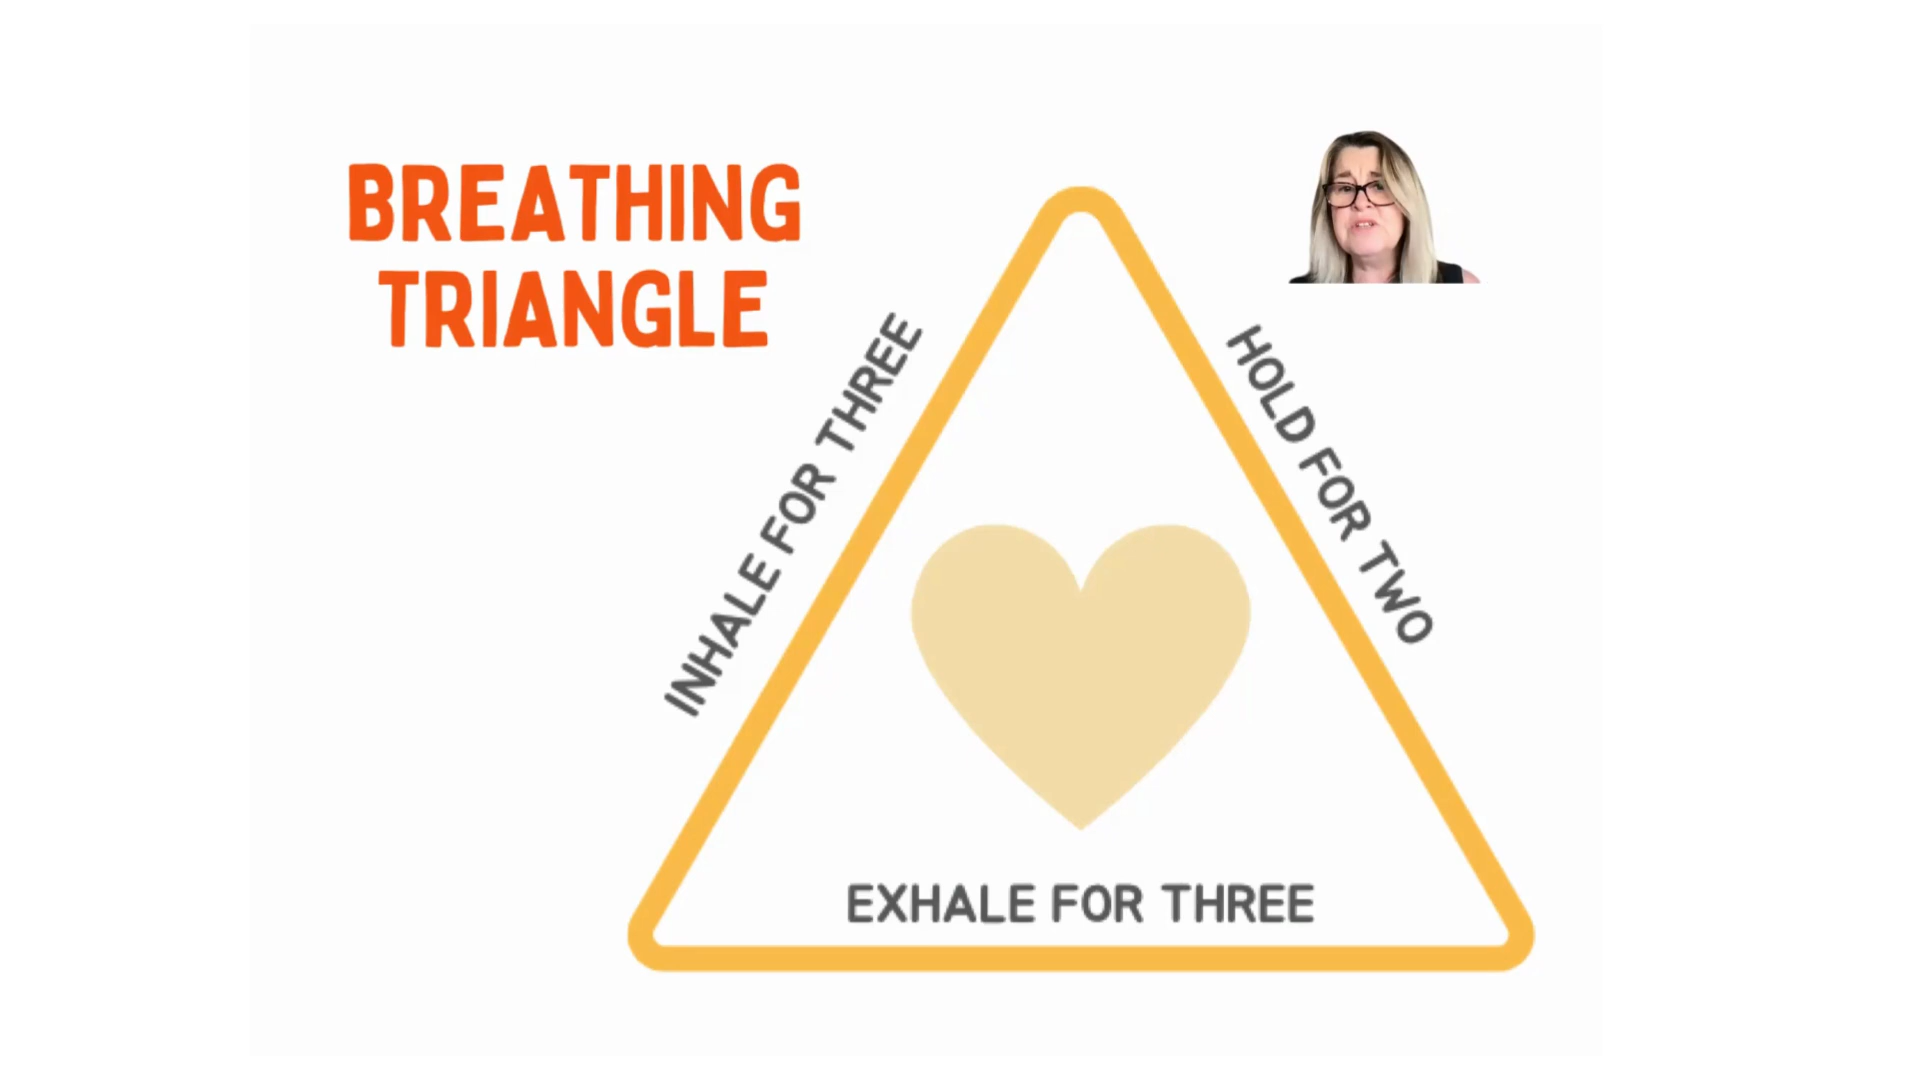 BREATHING
TRIANGLE
INHALE FOR THREE
HOLD FOR TWO
EXHALE FOR THREE